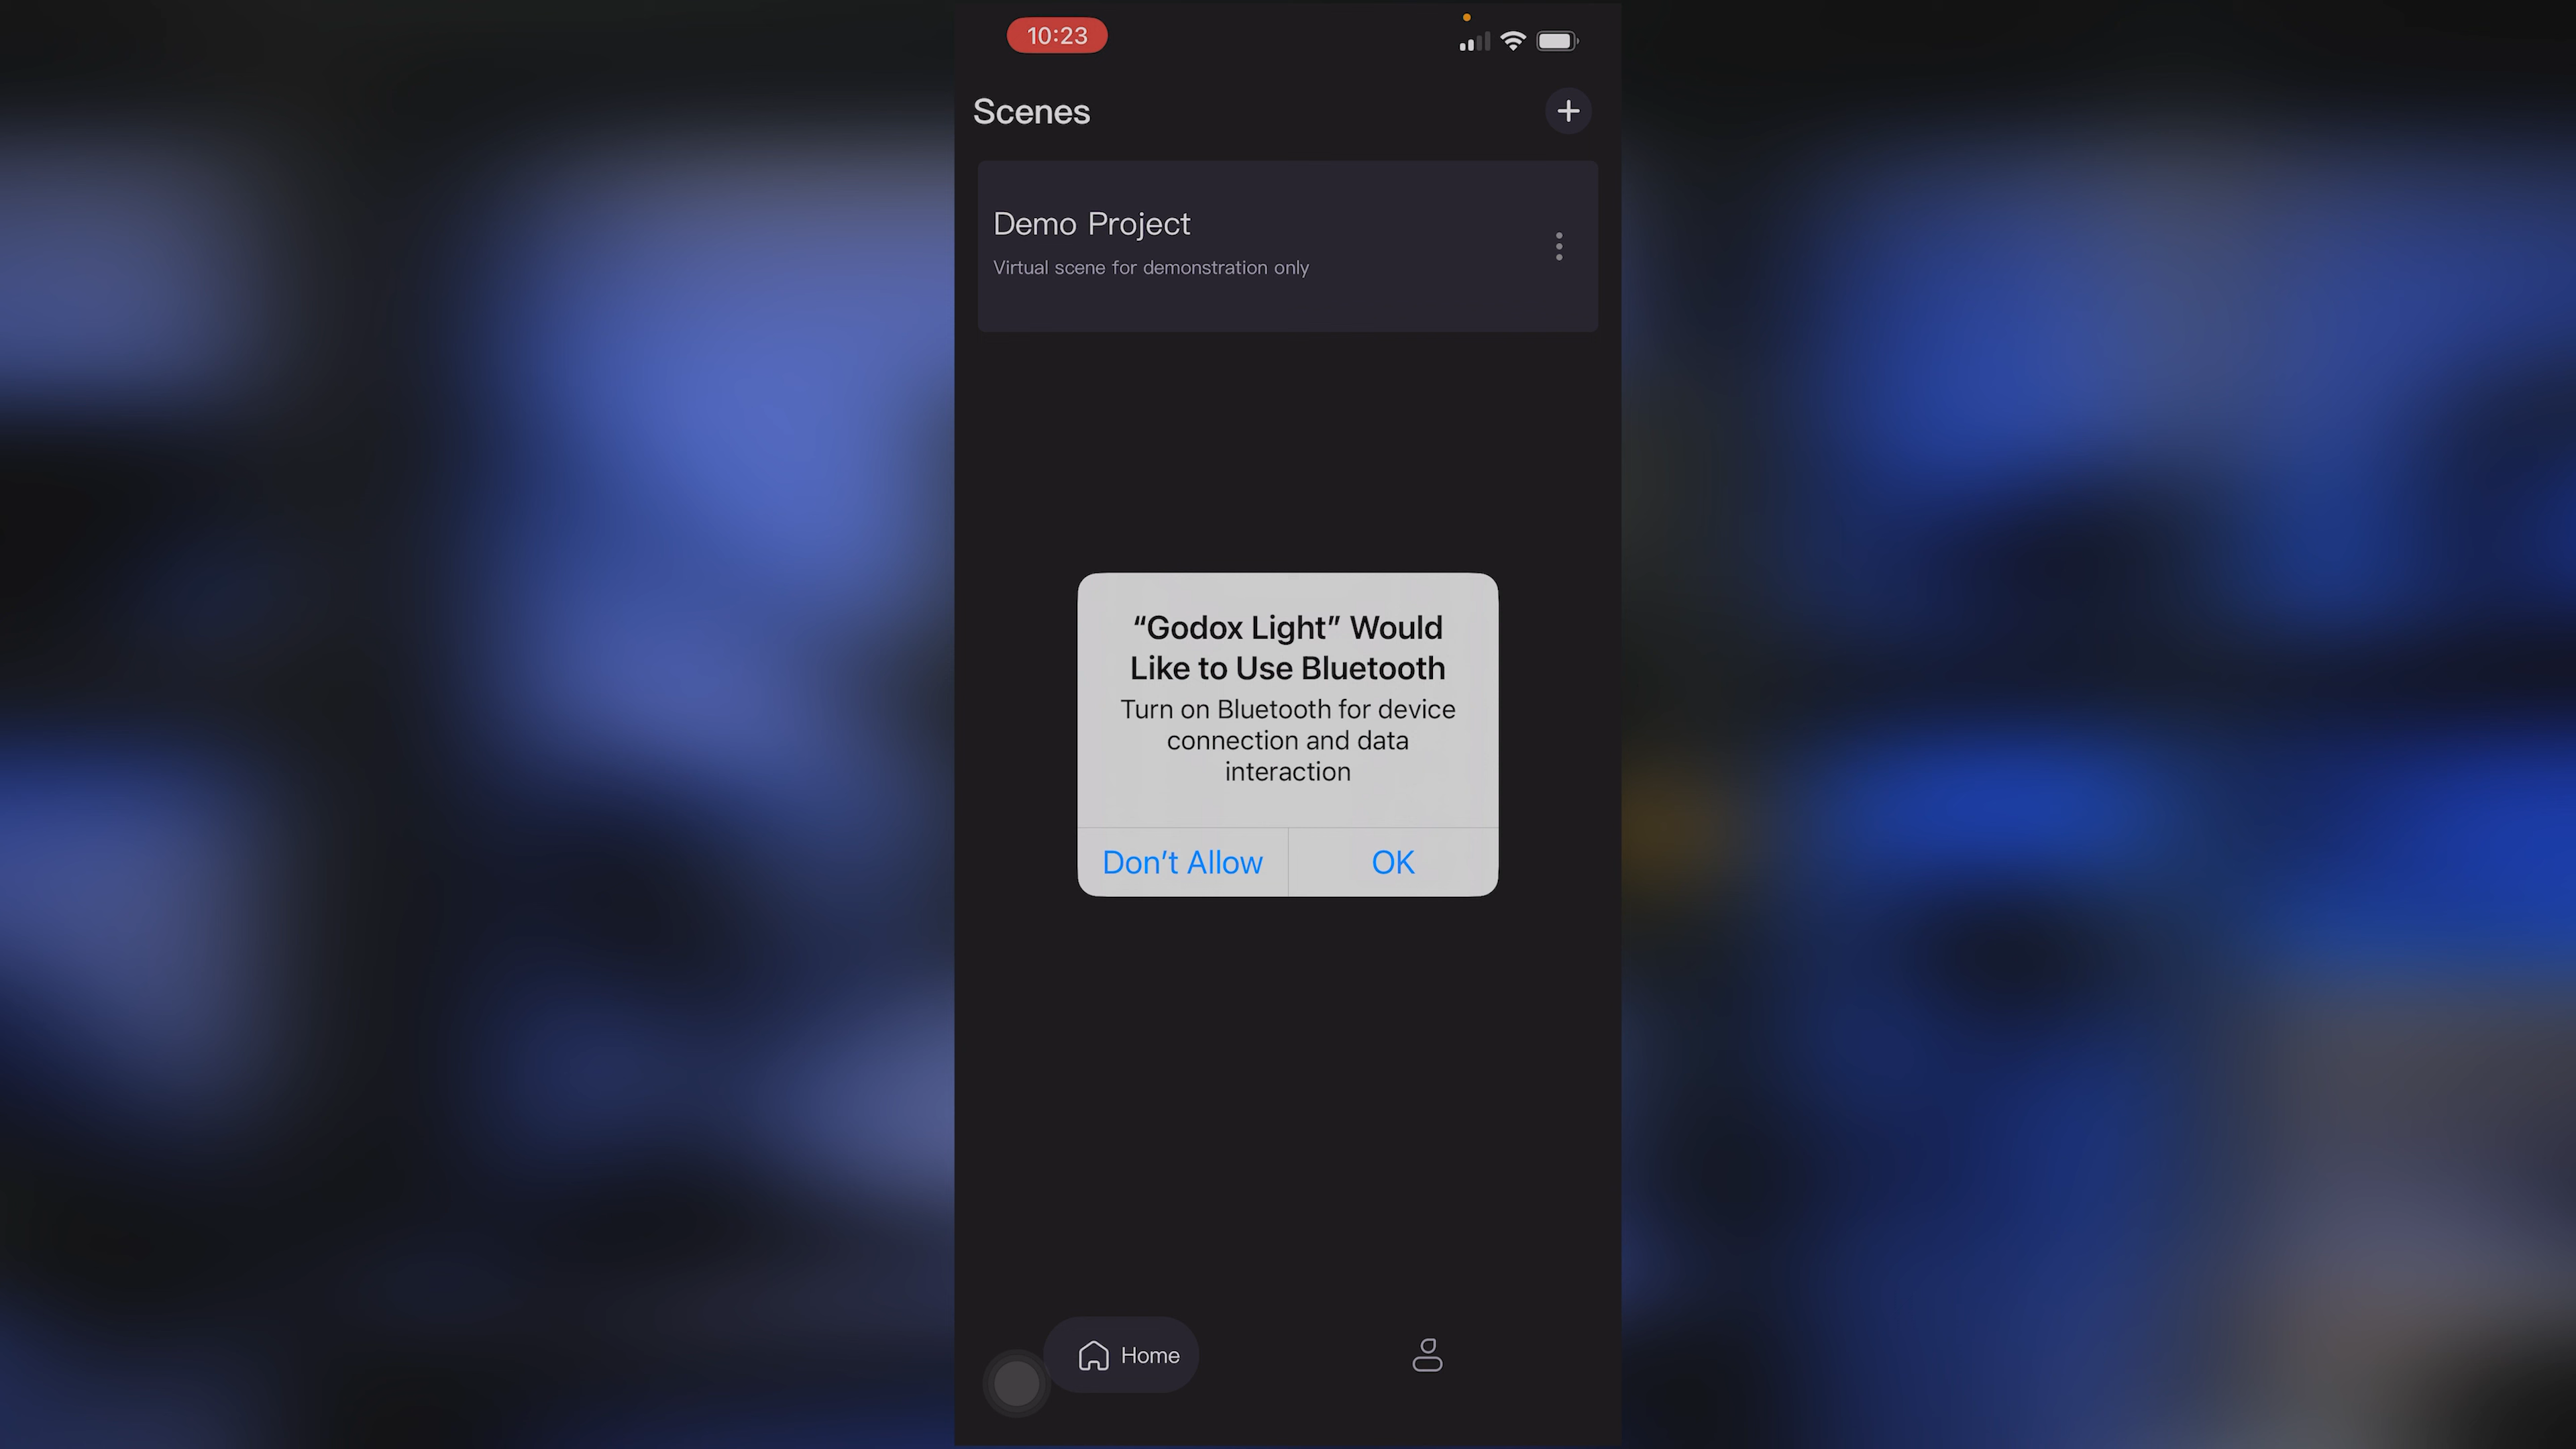 10:23
Scenes
Demo Project
Virtual scene for demonstration only
“Godox Light” Would
Like to Use Bluetooth
Turn on Bluetooth for device
connection and data
interaction
Don’t Allow
OK
Home